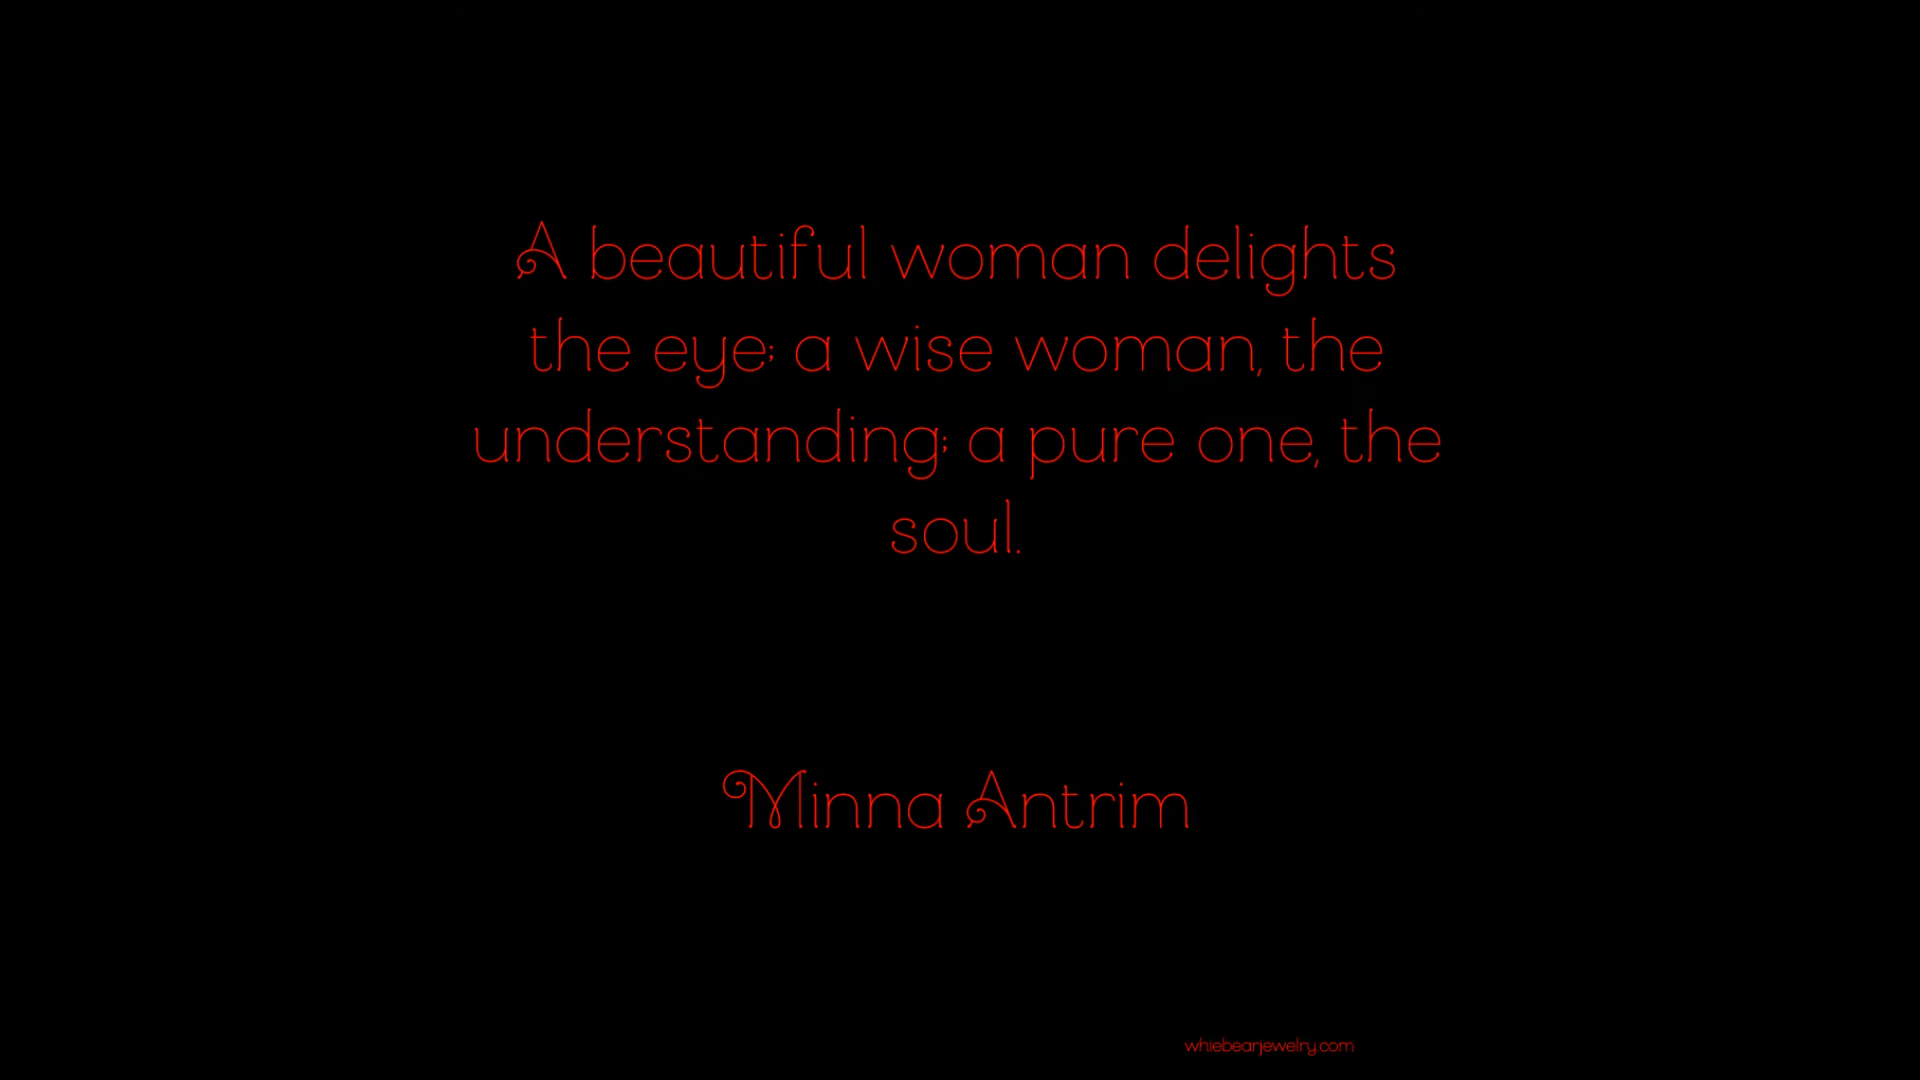 A beautiful woman delights
the eye; a wise woman, the
understanding; a pure one, the
soul.
Minna Antrim
whiebearjewelry.com